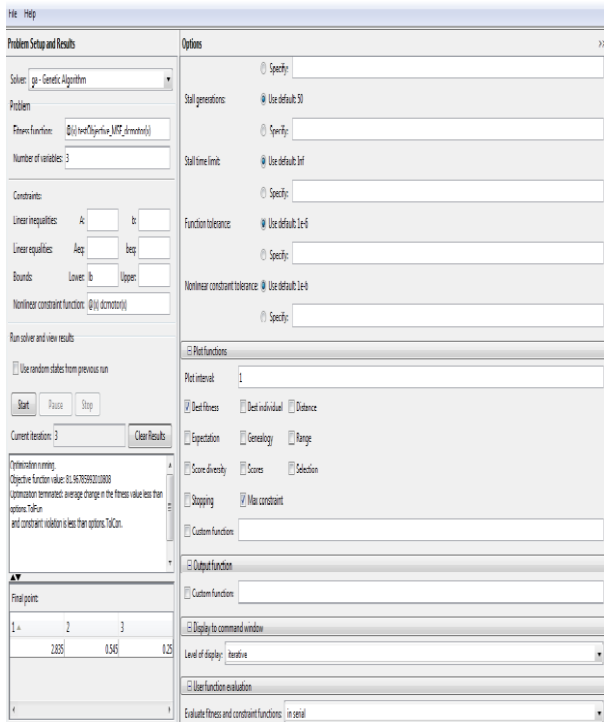 File Help
Problem Setup and Results
Solver: ga - Genetic Algorithm
Problem
Fitness function: @(x) testObjective_MSE_dcmotor(x)
Number of variables: 3
Constraints:
Linear inequalities: A: b:
Linear equalities: Aeq: beq:
Bounds: Lower: lb Upper:
Nonlinear constraint function: @(x) dcmotor(x)
Run solver and view results
Use random states from previous run
Start Pause Stop
Current iteration: 3 Clear Results
Optimization running.
Objective function value: 81.96785992010808
Optimization terminated: average change in the fitness value less than
options.TolFun
and constraint violation is less than options.TolCon.
Final point:
1 2 3
2.835 0.545 0.25
Options >>
Specify:
Stall generations: Use default: 50
Specify:
Stall time limit: Use default: Inf
Specify:
Function tolerance: Use default: 1e-6
Specify:
Nonlinear constraint tolerance: Use default: 1e-6
Specify:
Plot functions
Plot interval: 1
Best fitness Best individual Distance
Expectation Genealogy Range
Score diversity Scores Selection
Stopping Max constraint
Custom function:
Output function
Custom function:
Display to command window
Level of display: iterative
User function evaluation
Evaluate fitness and constraint functions: in serial